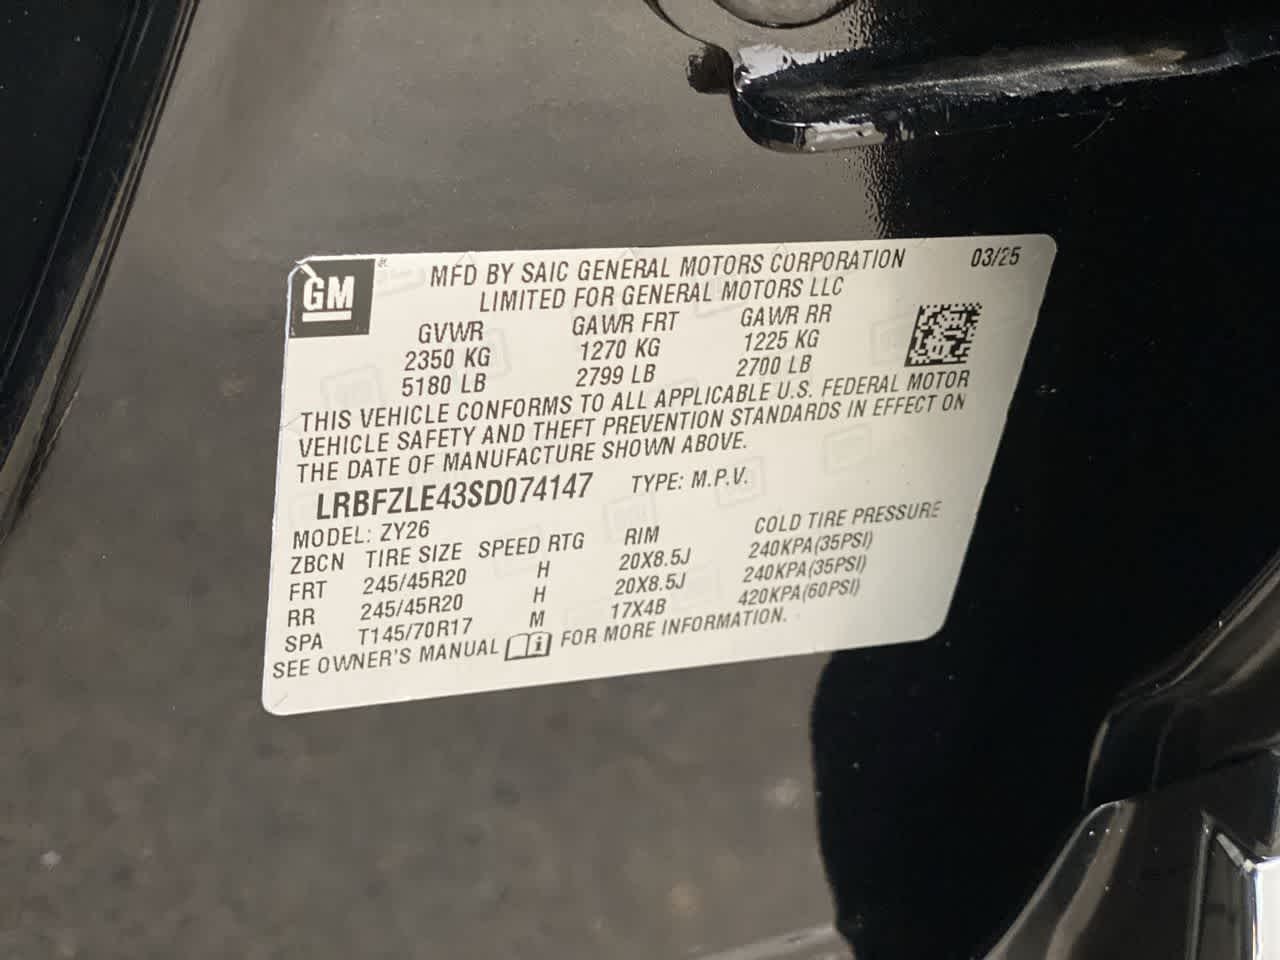 GM
MFD BY SAIC GENERAL MOTORS CORPORATION 03/25
LIMITED FOR GENERAL MOTORS LLC
GVWR GAWR FRT GAWR RR
2350 KG 1270 KG 1225 KG
5180 LB 2799 LB 2700 LB
THIS VEHICLE CONFORMS TO ALL APPLICABLE U.S. FEDERAL MOTOR
VEHICLE SAFETY AND THEFT PREVENTION STANDARDS IN EFFECT ON
THE DATE OF MANUFACTURE SHOWN ABOVE.
LRBFZLE43SD074147 TYPE: M.P.V.
MODEL: ZY26
ZBCN TIRE SIZE SPEED RTG RIM COLD TIRE PRESSURE
FRT 245/45R20 H 20X8.5J 240KPA(35PSI)
RR 245/45R20 H 20X8.5J 240KPA(35PSI)
SPA T145/70R17 M 17X4B 420KPA(60PSI)
SEE OWNER'S MANUAL FOR MORE INFORMATION.